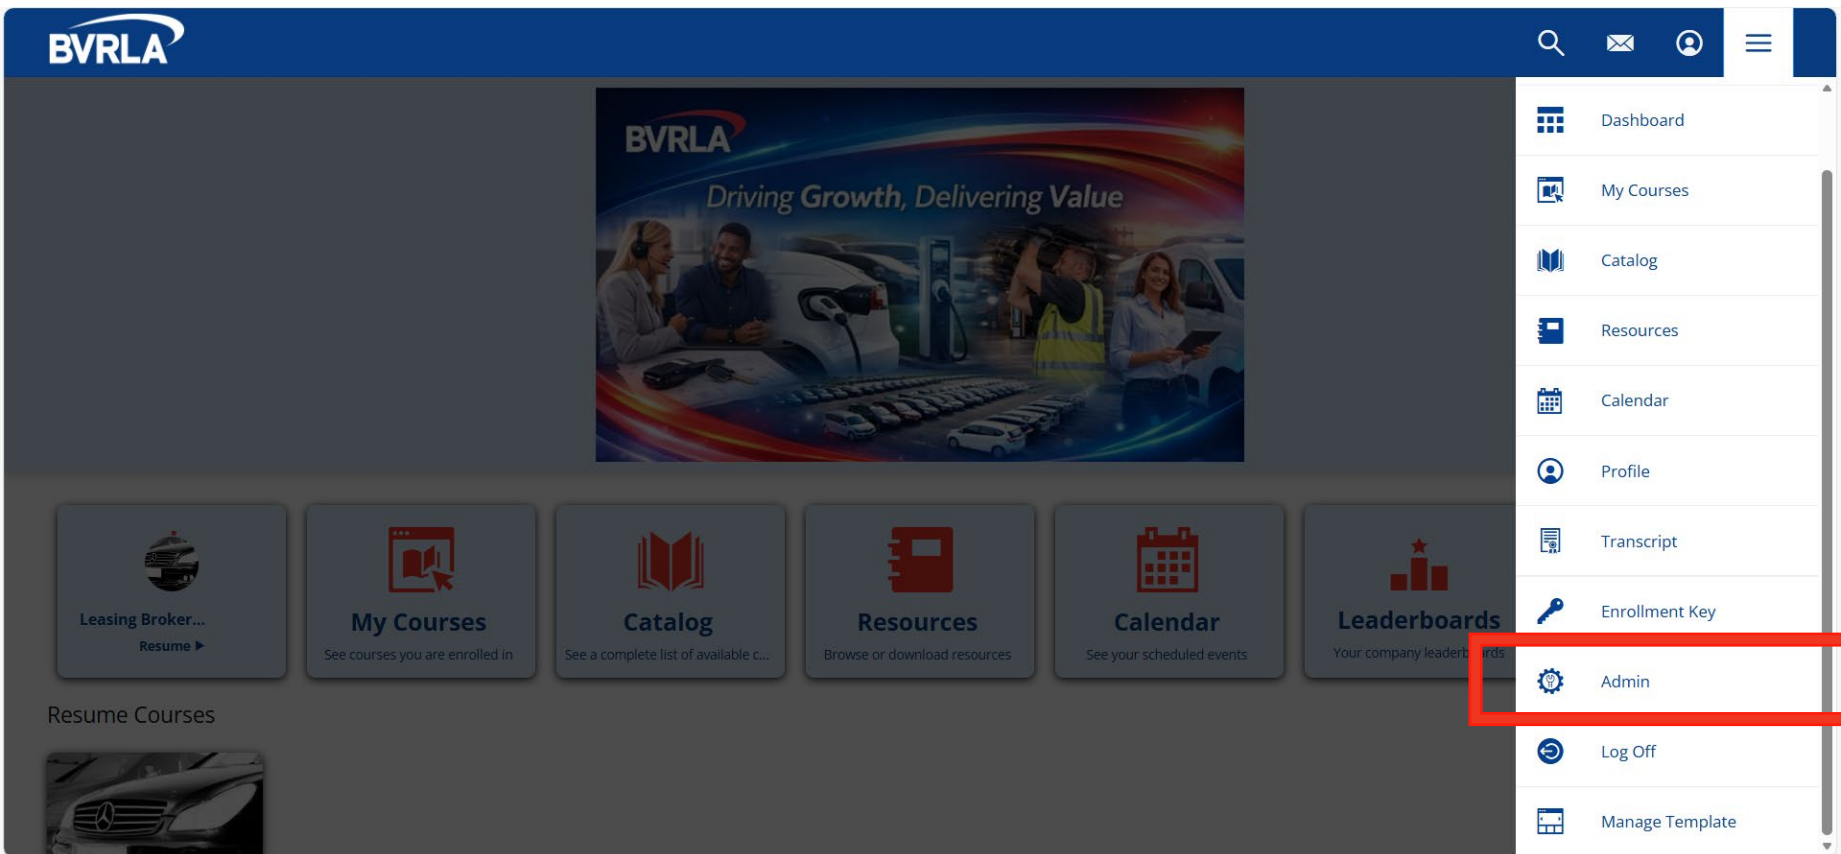 BVRLA
BVRLA
Driving Growth, Delivering Value
Dashboard
My Courses
Catalog
Resources
Calendar
Profile
Transcript
Enrollment Key
Admin
Log Off
Manage Template
Leasing Broker...
Resume
My Courses
See courses you are enrolled in
Catalog
See a complete list of available c...
Resources
Browse or download resources
Calendar
See your scheduled events
Leaderboards
Your company leaderboards
Resume Courses